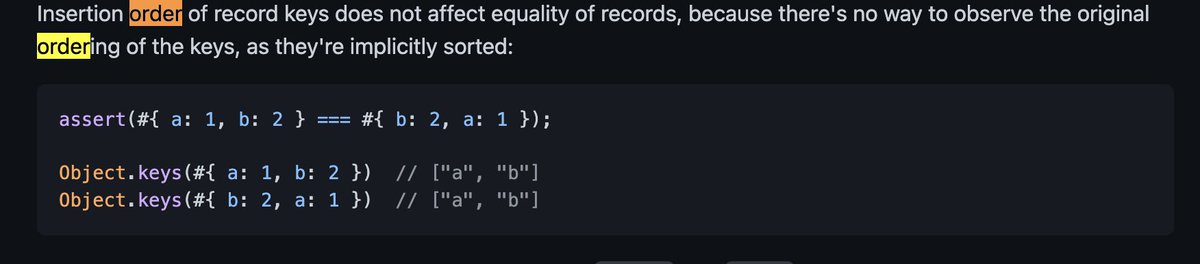 Insertion order of record keys does not affect equality of records, because there's no way to observe the original
ordering of the keys, as they're implicitly sorted:
assert(#{ a: 1, b: 2 } === #{ b: 2, a: 1 });
Object.keys(#{ a: 1, b: 2 })  // ["a", "b"]
Object.keys(#{ b: 2, a: 1 })  // ["a", "b"]